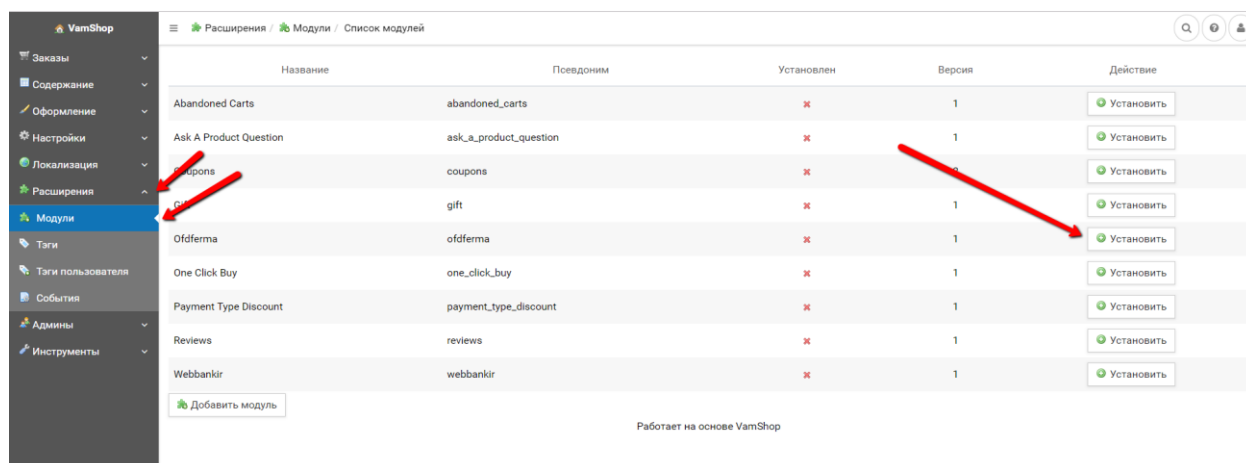 VamShop
Расширения / Модули / Список модулей
Заказы
Содержание
Оформление
Настройки
Локализация
Расширения
Модули
Тэги
Тэги пользователя
События
Админы
Инструменты
Название Псевдоним Установлен Версия Действие
Abandoned Carts abandoned_carts 1 Установить
Ask A Product Question ask_a_product_question 1 Установить
Coupons coupons Установить
Gift gift 1 Установить
Ofdferma ofdferma 1 Установить
One Click Buy one_click_buy 1 Установить
Payment Type Discount payment_type_discount 1 Установить
Reviews reviews 1 Установить
Webbankir webbankir 1 Установить
Добавить модуль
Работает на основе VamShop